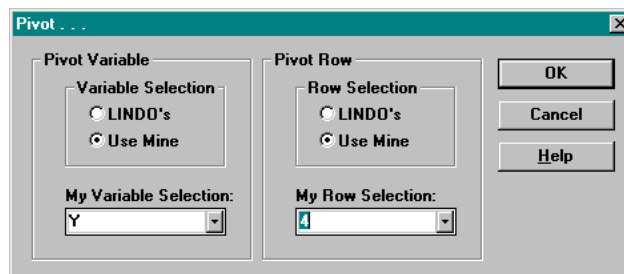 Pivot . . .
Pivot Variable
Variable Selection
LINDO's
Use Mine
My Variable Selection:
Y
Pivot Row
Row Selection
LINDO's
Use Mine
My Row Selection:
4
OK
Cancel
Help